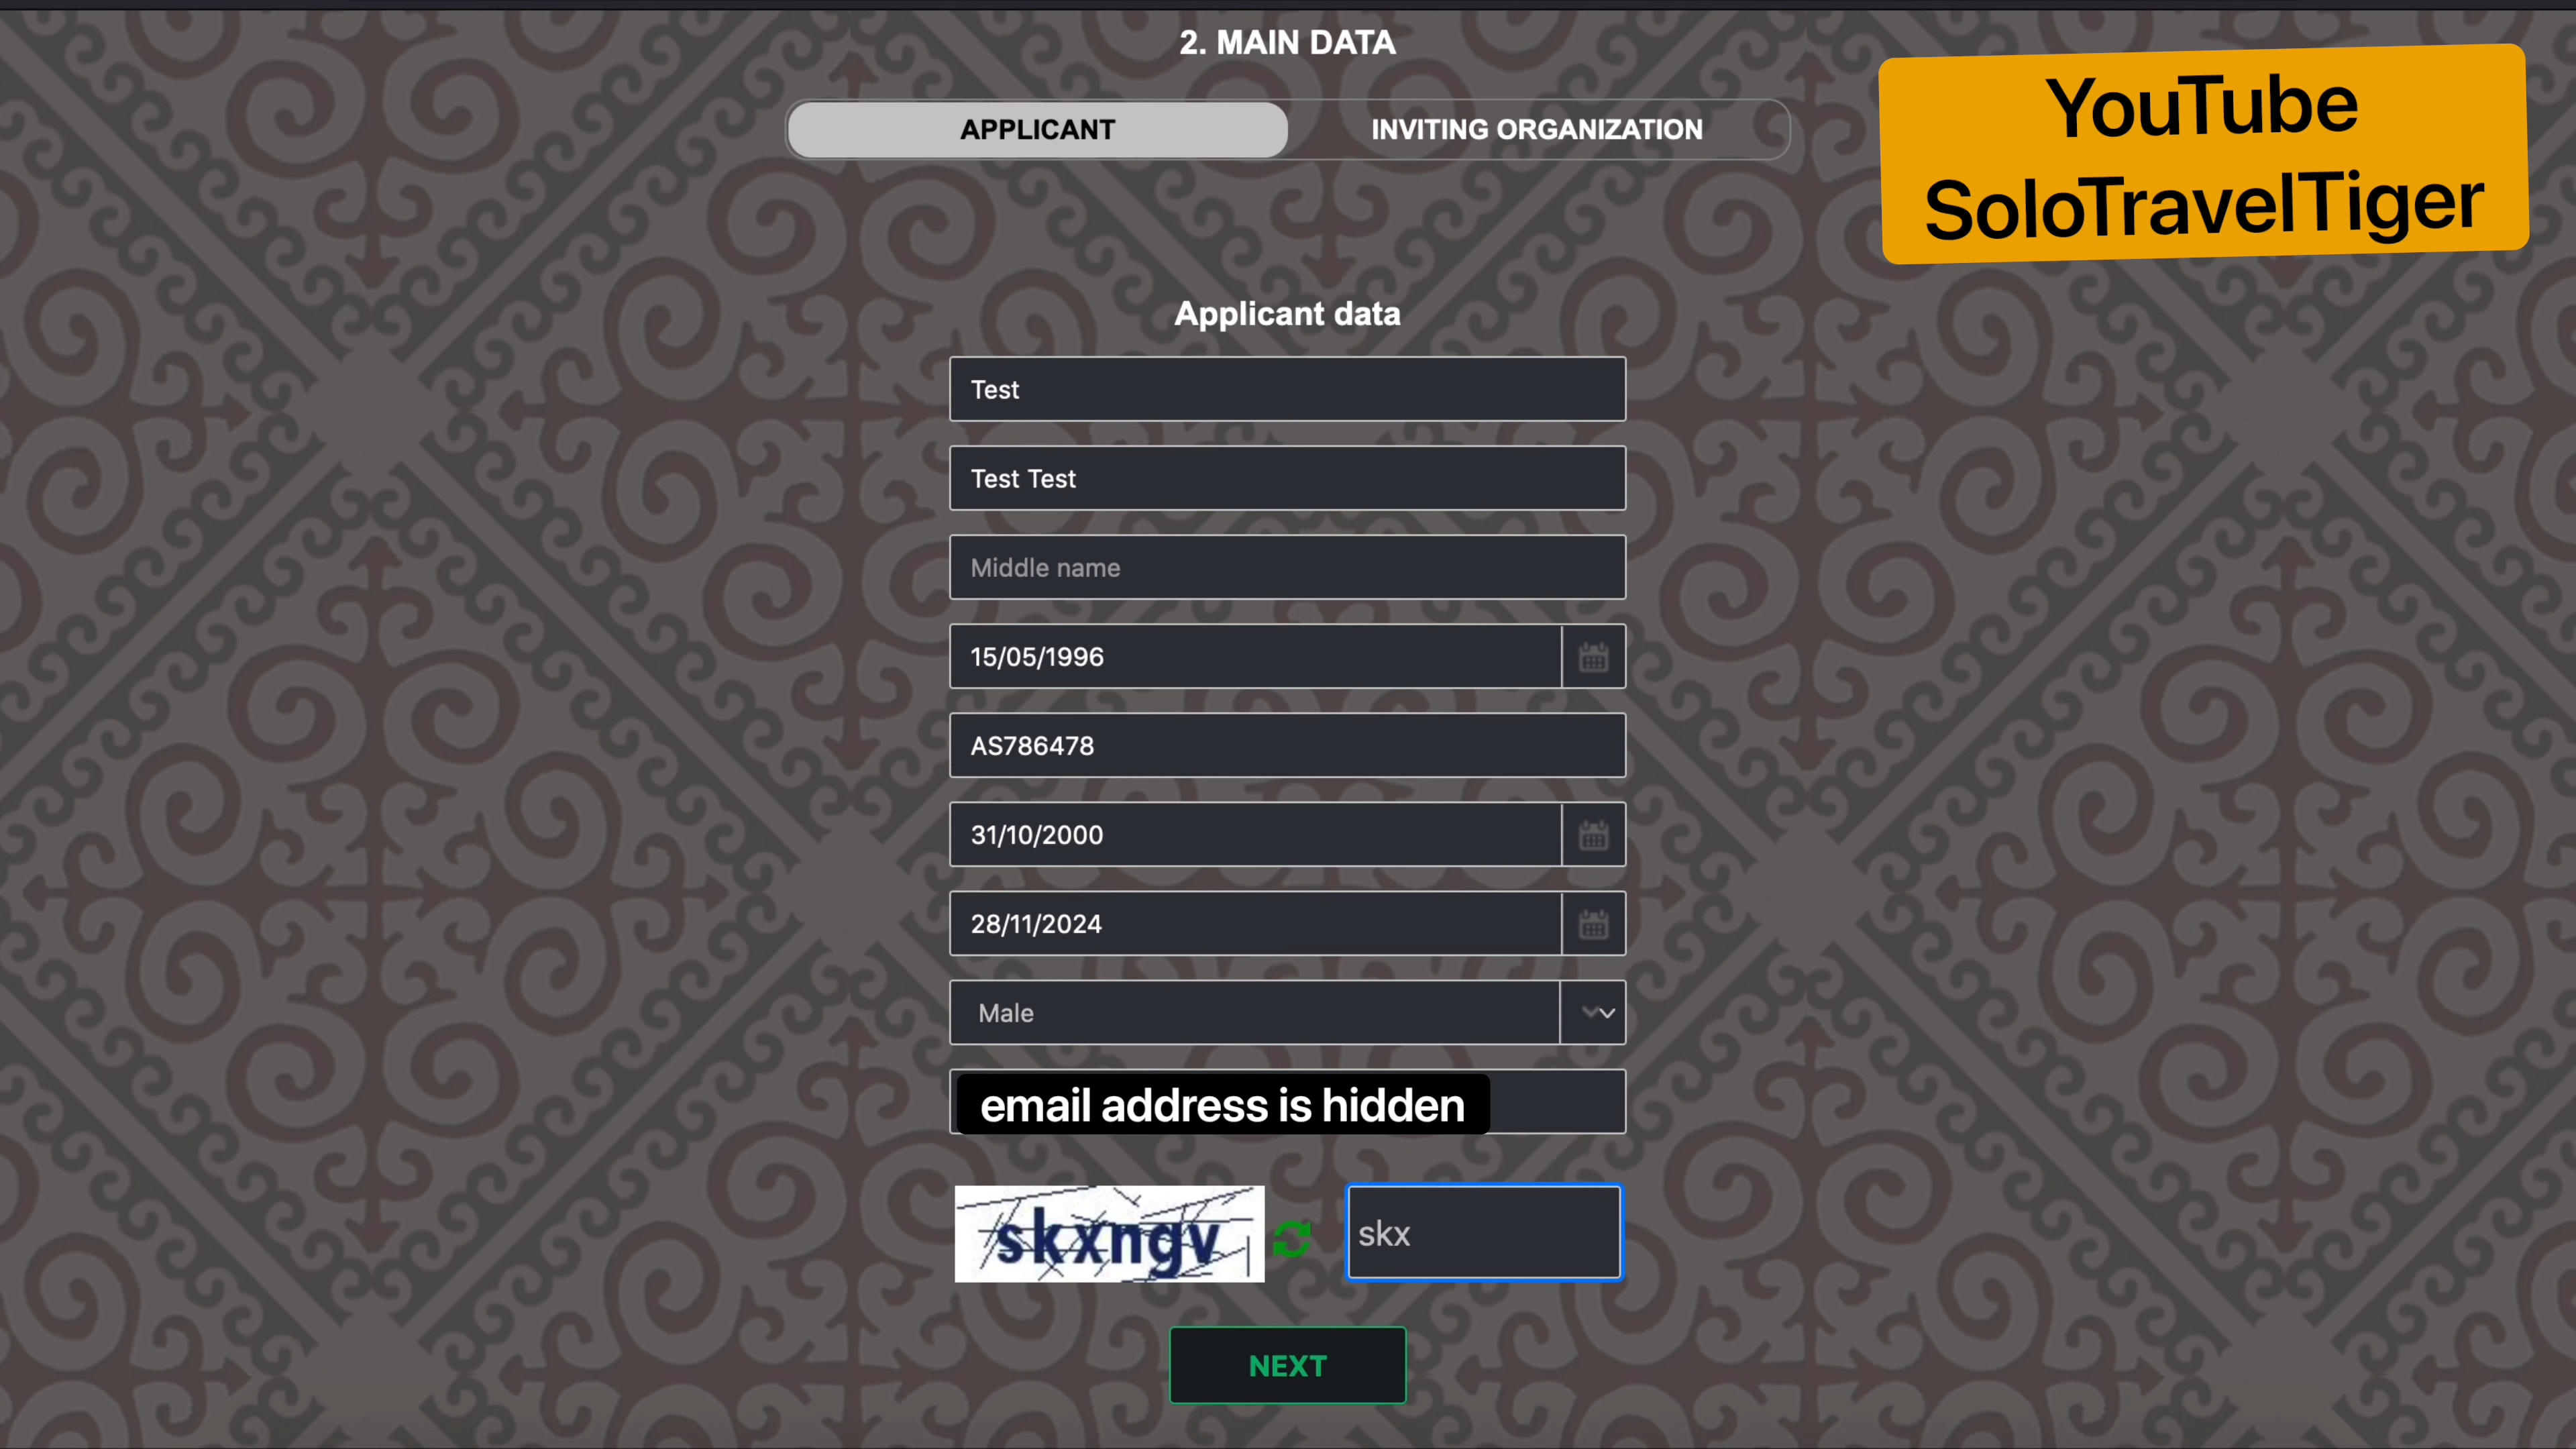 2. MAIN DATA
APPLICANT
INVITING ORGANIZATION
YouTube
SoloTravelTiger
Applicant data
Test
Test Test
Middle name
15/05/1996
AS786478
31/10/2000
28/11/2024
Male
email address is hidden
skxngv
skx
NEXT